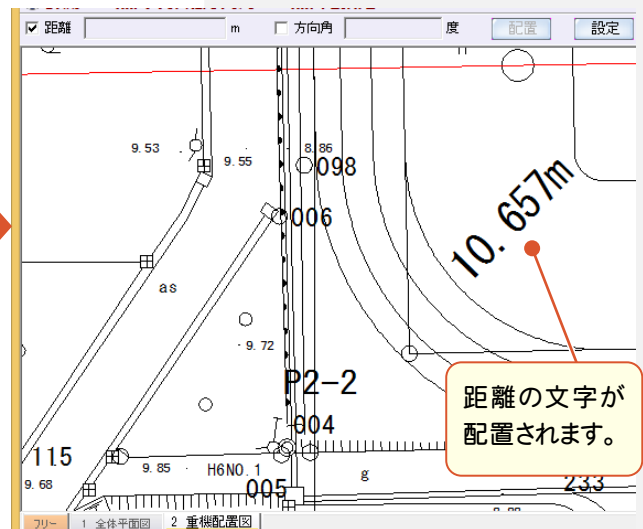 距離 m 方向角 度 配置 設定
9.53
9.55
8.86
098
006
10.657m
as
9.72
P2-2
距離の文字が
配置されます。
004
115
9.85
H6NO.1
g
9.68
005
233
フリー 1 全体平面図 2 重機配置図